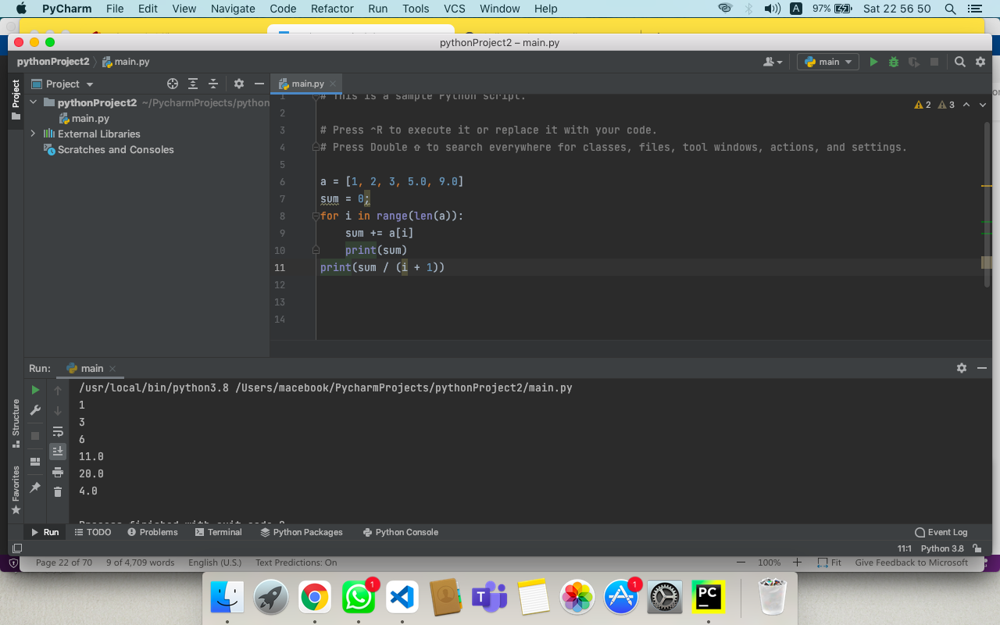 PyCharm File Edit View Navigate Code Refactor Run Tools VCS Window Help A 97% Sat 22 56 50
pythonProject2 – main.py
pythonProject2 main.py main
Project main.py
pythonProject2 ~/PycharmProjects/python
main.py
External Libraries
Scratches and Consoles
Project
Structure
Favorites
2 3
1 # This is a sample Python script.
2
3 # Press ^R to execute it or replace it with your code.
4 # Press Double ⇧ to search everywhere for classes, files, tool windows, actions, and settings.
5
6 a = [1, 2, 3, 5.0, 9.0]
7 sum = 0;
8 for i in range(len(a)):
9 sum += a[i]
10 print(sum)
11 print(sum / (i + 1))
12
13
14
Run: main
/usr/local/bin/python3.8 /Users/macebook/PycharmProjects/pythonProject2/main.py
1
3
6
11.0
20.0
4.0
Process finished with exit code 0
Run TODO Problems Terminal Python Packages Python Console Event Log
11:1 Python 3.8
Page 22 of 70 9 of 4,709 words English (U.S.) Text Predictions: On 100% Fit Give Feedback to Microsoft
1 T 1 PC